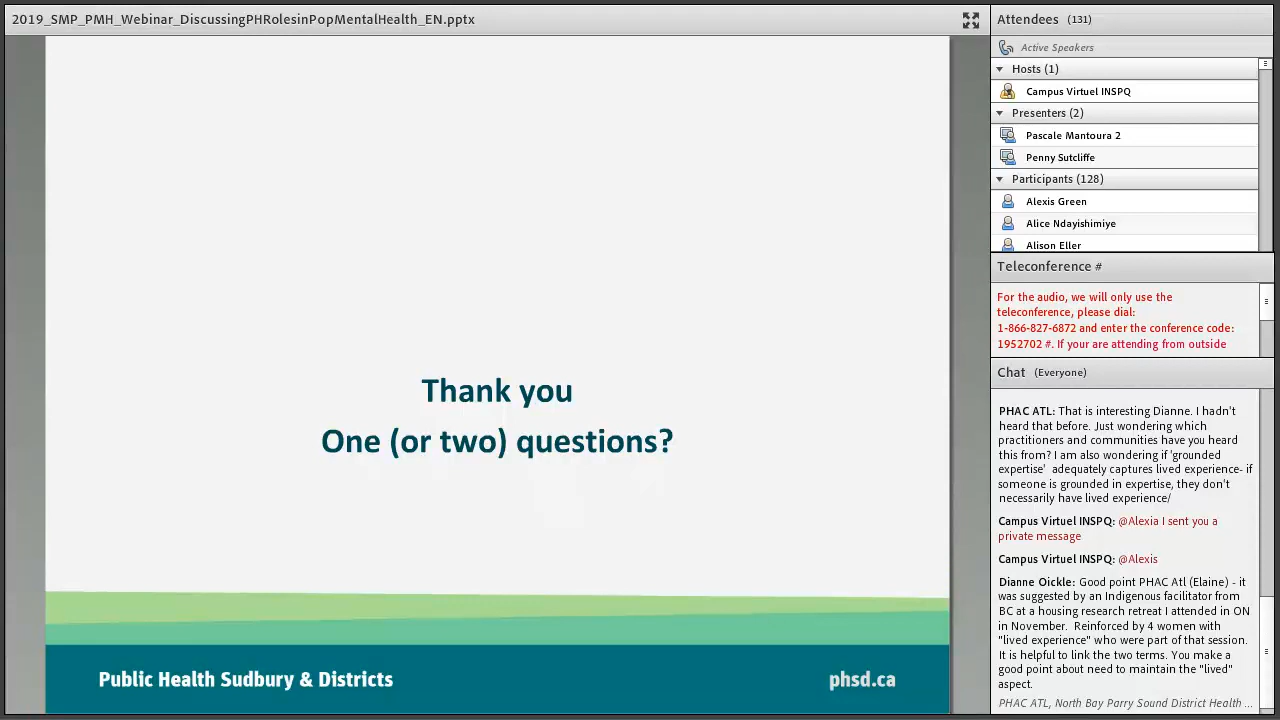 2019_SMP_PMH_Webinar_DiscussingPHRolesinPopMentalHealth_EN.pptx
Thank you
One (or two) questions?
Public Health Sudbury & Districts
phsd.ca
Attendees (131)
Active Speakers
Hosts (1)
Campus Virtuel INSPQ
Presenters (2)
Pascale Mantoura 2
Penny Sutcliffe
Participants (128)
Alexis Green
Alice Ndayishimiye
Alison Eller
Teleconference #
For the audio, we will only use the
teleconference, please dial:
1-866-827-6872 and enter the conference code:
1952702 #. If your are attending from outside
Chat (Everyone)
PHAC ATL: That is interesting Dianne. I hadn't
heard that before. Just wondering which
practitioners and communities have you heard
this from? I am also wondering if 'grounded
expertise' adequately captures lived experience- if
someone is grounded in expertise, they don't
necessarily have lived experience/
Campus Virtuel INSPQ: @Alexia I sent you a
private message
Campus Virtuel INSPQ: @Alexis
Dianne Oickle: Good point PHAC Atl (Elaine) - it
was suggested by an Indigenous facilitator from
BC at a housing research retreat I attended in ON
in November. Reinforced by 4 women with
"lived experience" who were part of that session.
It is helpful to link the two terms. You make a
good point about need to maintain the "lived"
aspect.
PHAC ATL, North Bay Parry Sound District Health ...